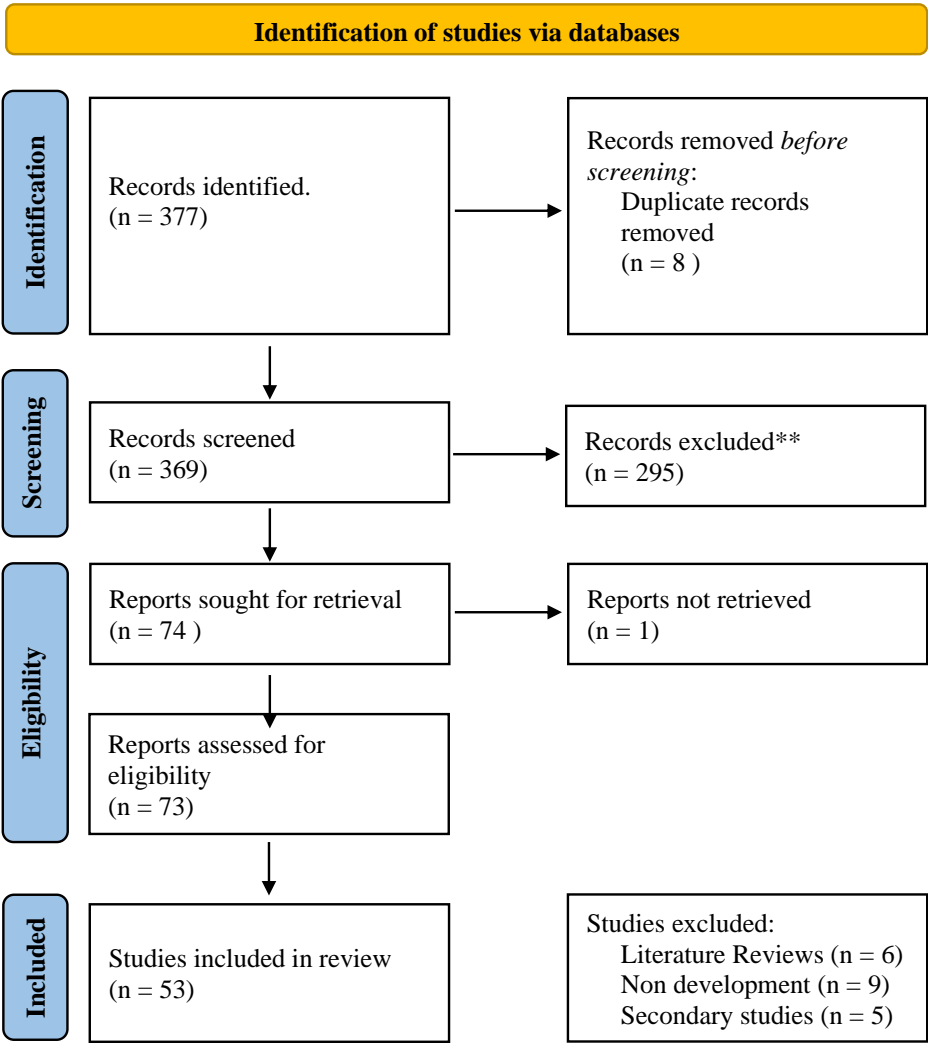 Identification of studies via databases
Identification
Records identified.
(n = 377)
Records removed before
screening:
Duplicate records
removed
(n = 8 )
Screening
Records screened
(n = 369)
Records excluded**
(n = 295)
Eligibility
Reports sought for retrieval
(n = 74 )
Reports not retrieved
(n = 1)
Reports assessed for
eligibility
(n = 73)
Included
Studies included in review
(n = 53)
Studies excluded:
Literature Reviews (n = 6)
Non development (n = 9)
Secondary studies (n = 5)